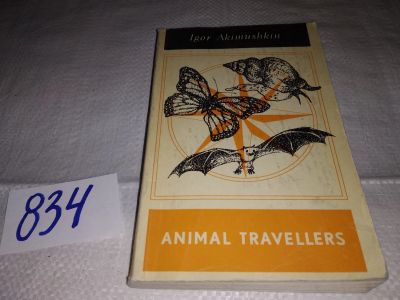 Igor Akimushkin
834
ANIMAL TRAVELLERS